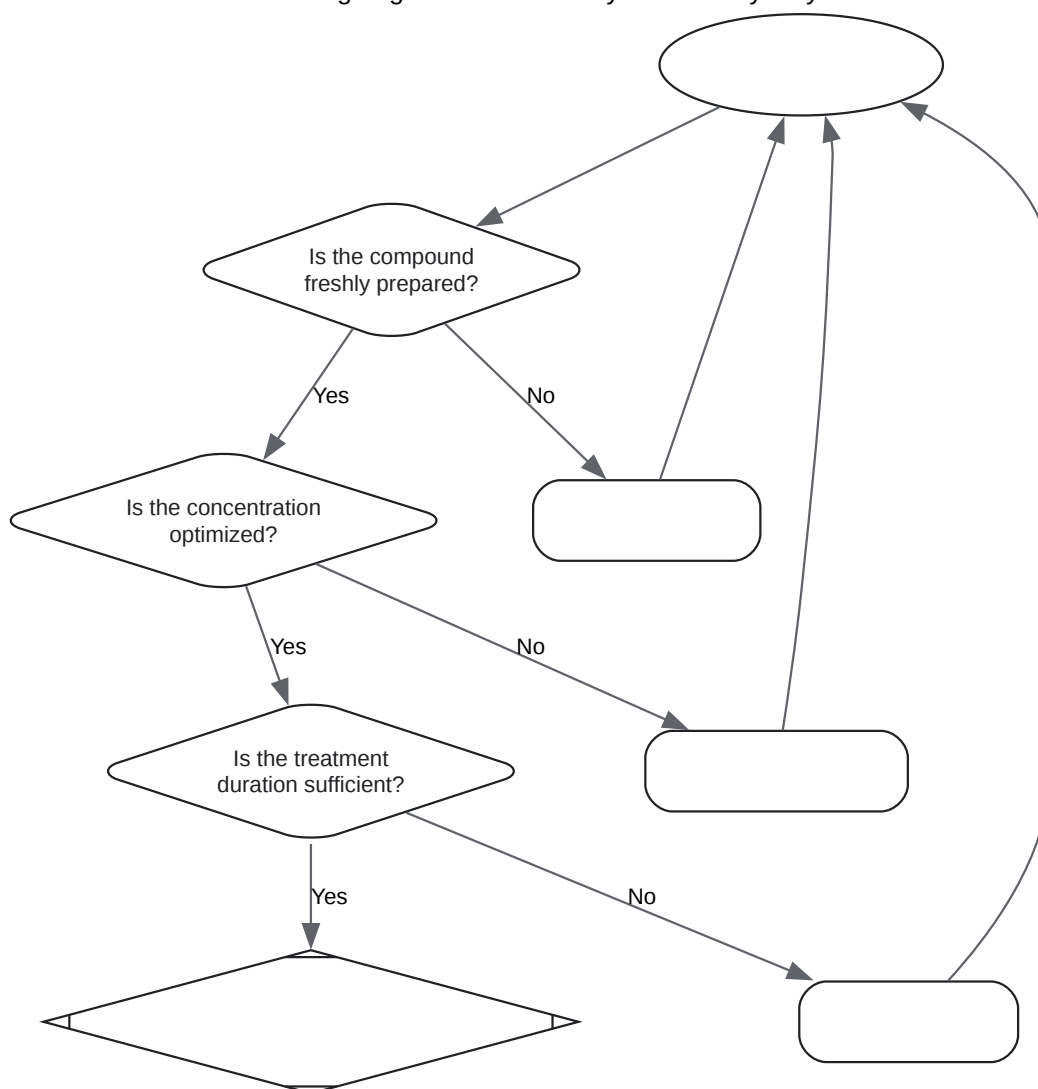 Is the compound
freshly prepared?
Yes
No
Is the concentration
optimized?
Yes
No
Is the treatment
duration sufficient?
Yes
No